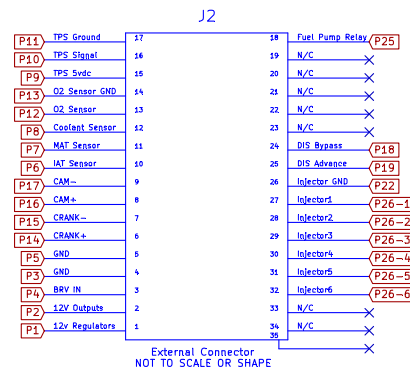 J2
P11 TPS Ground 17 18 Fuel Pump Relay P25
P10 TPS Signal 16 19 N/C
P9 TPS 5vdc 15 20 N/C
P13 O2 Sensor GND 14 21 N/C
P12 O2 Sensor 13 22 N/C
P8 Coolant Sensor 12 23 N/C
P7 MAT Sensor 11 24 DIS Bypass P18
P6 IAT Sensor 10 25 DIS Advance P19
P17 CAM- 9 26 Injector GND P22
P16 CAM+ 8 27 Injector1 P26-1
P15 CRANK- 7 28 Injector2 P26-2
P14 CRANK+ 6 29 Injector3 P26-3
P5 GND 5 30 Injector4 P26-4
P3 GND 4 31 Injector5 P26-5
P4 BRV IN 3 32 Injector6 P26-6
P2 12V Outputs 2 33 N/C
P1 12v Regulators 1 34 N/C
35
External Connector
NOT TO SCALE OR SHAPE